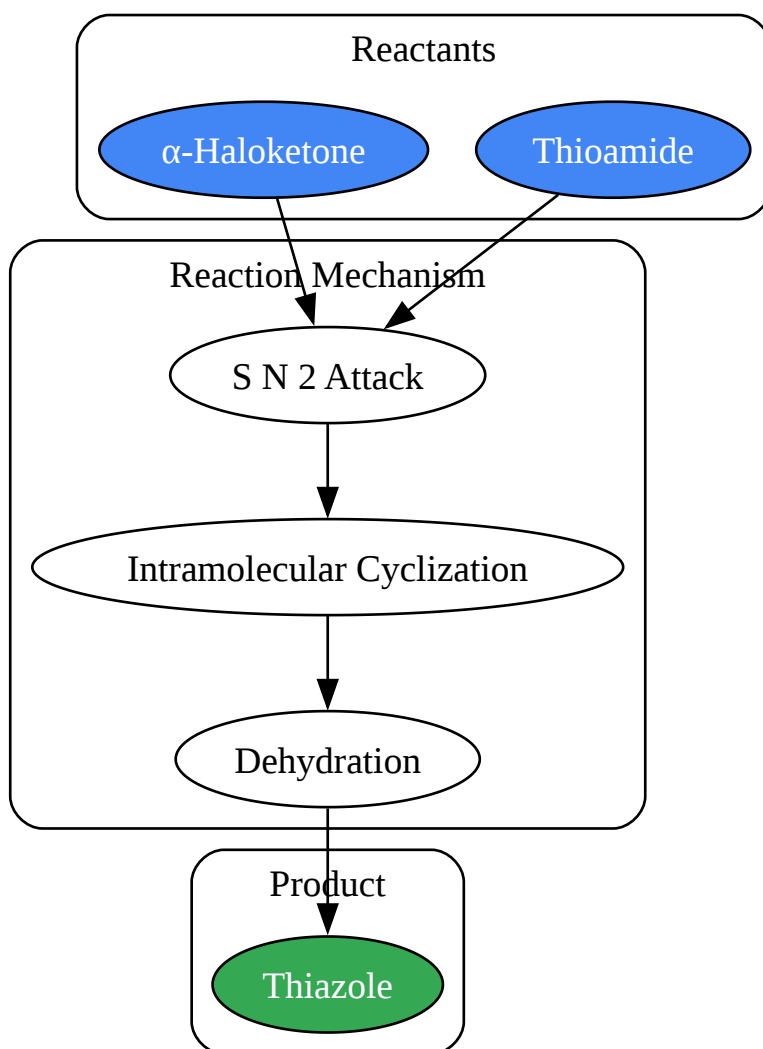 Reactants
α-Haloketone
Thioamide
Reaction Mechanism
S N 2 Attack
Intramolecular Cyclization
Dehydration
Product
Thiazole